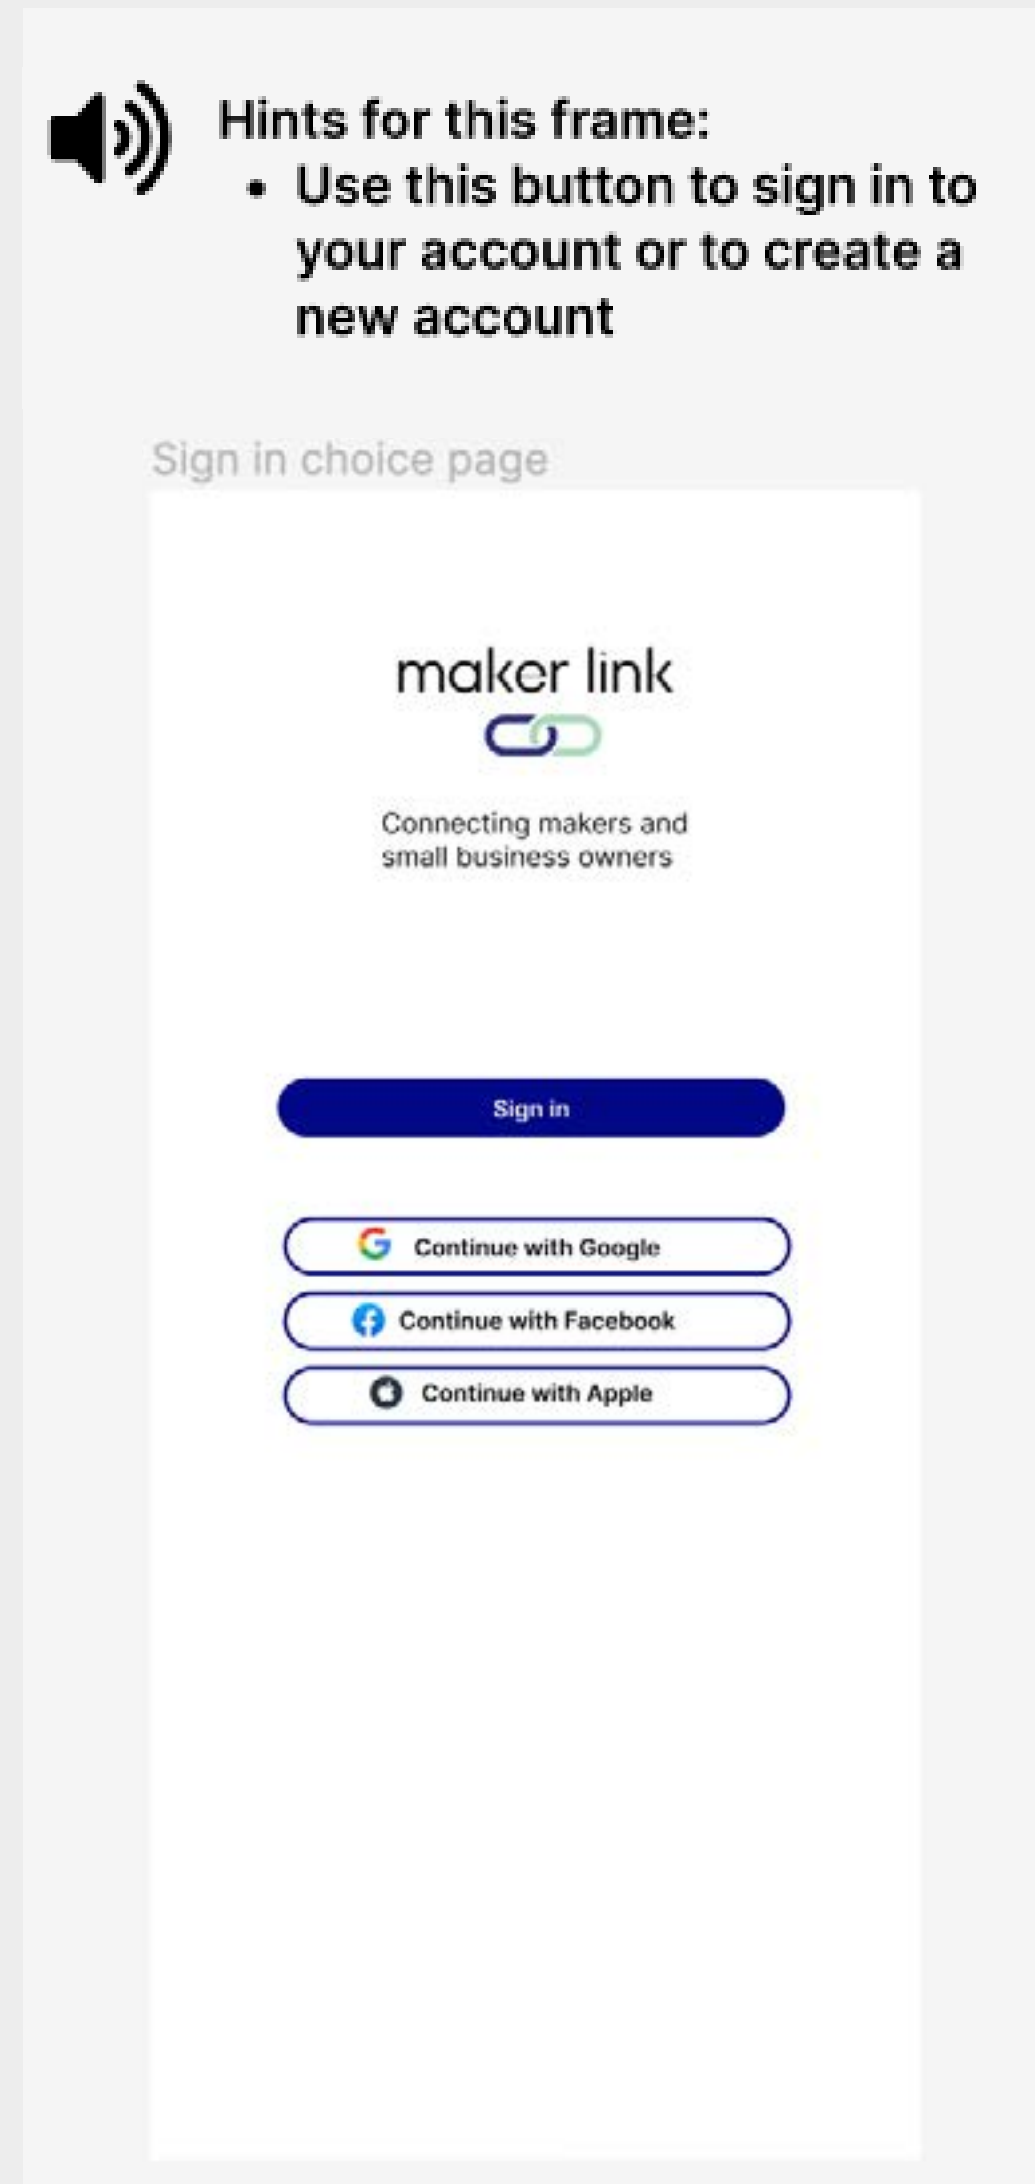 Hints for this frame:
• Use this button to sign in to
your account or to create a
new account
Sign in choice page
maker link
Connecting makers and
small business owners
Sign in
Continue with Google
Continue with Facebook
Continue with Apple